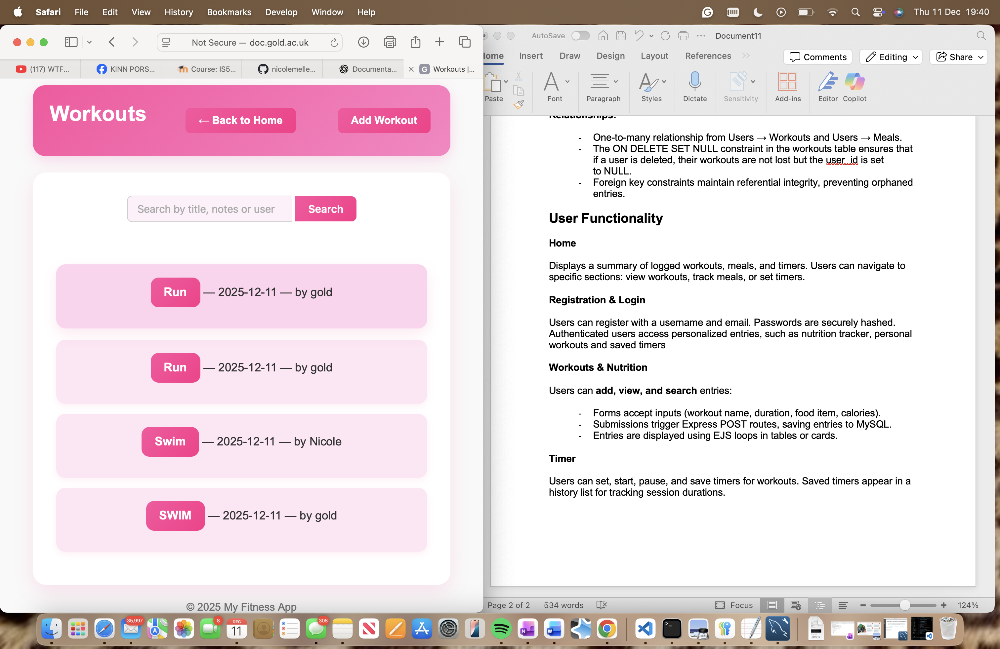 Safari File Edit View History Bookmarks Develop Window Help Thu 11 Dec 19:40
Not Secure — doc.gold.ac.uk
(117) WTF... KINN PORS... Course: IS5... nicolemelle... Documenta... Workouts |...
Workouts
← Back to Home
Add Workout
Search by title, notes or user
Search
Run — 2025-12-11 — by gold
Run — 2025-12-11 — by gold
Swim — 2025-12-11 — by Nicole
SWIM — 2025-12-11 — by gold
© 2025 My Fitness App
AutoSave Document11
Home Insert Draw Design Layout References Comments Editing Share
Paste Font Paragraph Styles Dictate Sensitivity Add-ins Editor Copilot
Relationships:
- One-to-many relationship from Users → Workouts and Users → Meals.
- The ON DELETE SET NULL constraint in the workouts table ensures that
if a user is deleted, their workouts are not lost but the user_id is set
to NULL.
- Foreign key constraints maintain referential integrity, preventing orphaned
entries.
User Functionality
Home
Displays a summary of logged workouts, meals, and timers. Users can navigate to
specific sections: view workouts, track meals, or set timers.
Registration & Login
Users can register with a username and email. Passwords are securely hashed.
Authenticated users access personalized entries, such as nutrition tracker, personal
workouts and saved timers
Workouts & Nutrition
Users can add, view, and search entries:
- Forms accept inputs (workout name, duration, food item, calories).
- Submissions trigger Express POST routes, saving entries to MySQL.
- Entries are displayed using EJS loops in tables or cards.
Timer
Users can set, start, pause, and save timers for workouts. Saved timers appear in a
history list for tracking session durations.
Page 2 of 2 534 words Focus 124%
35,997 8 DEC 11 308
DOCX